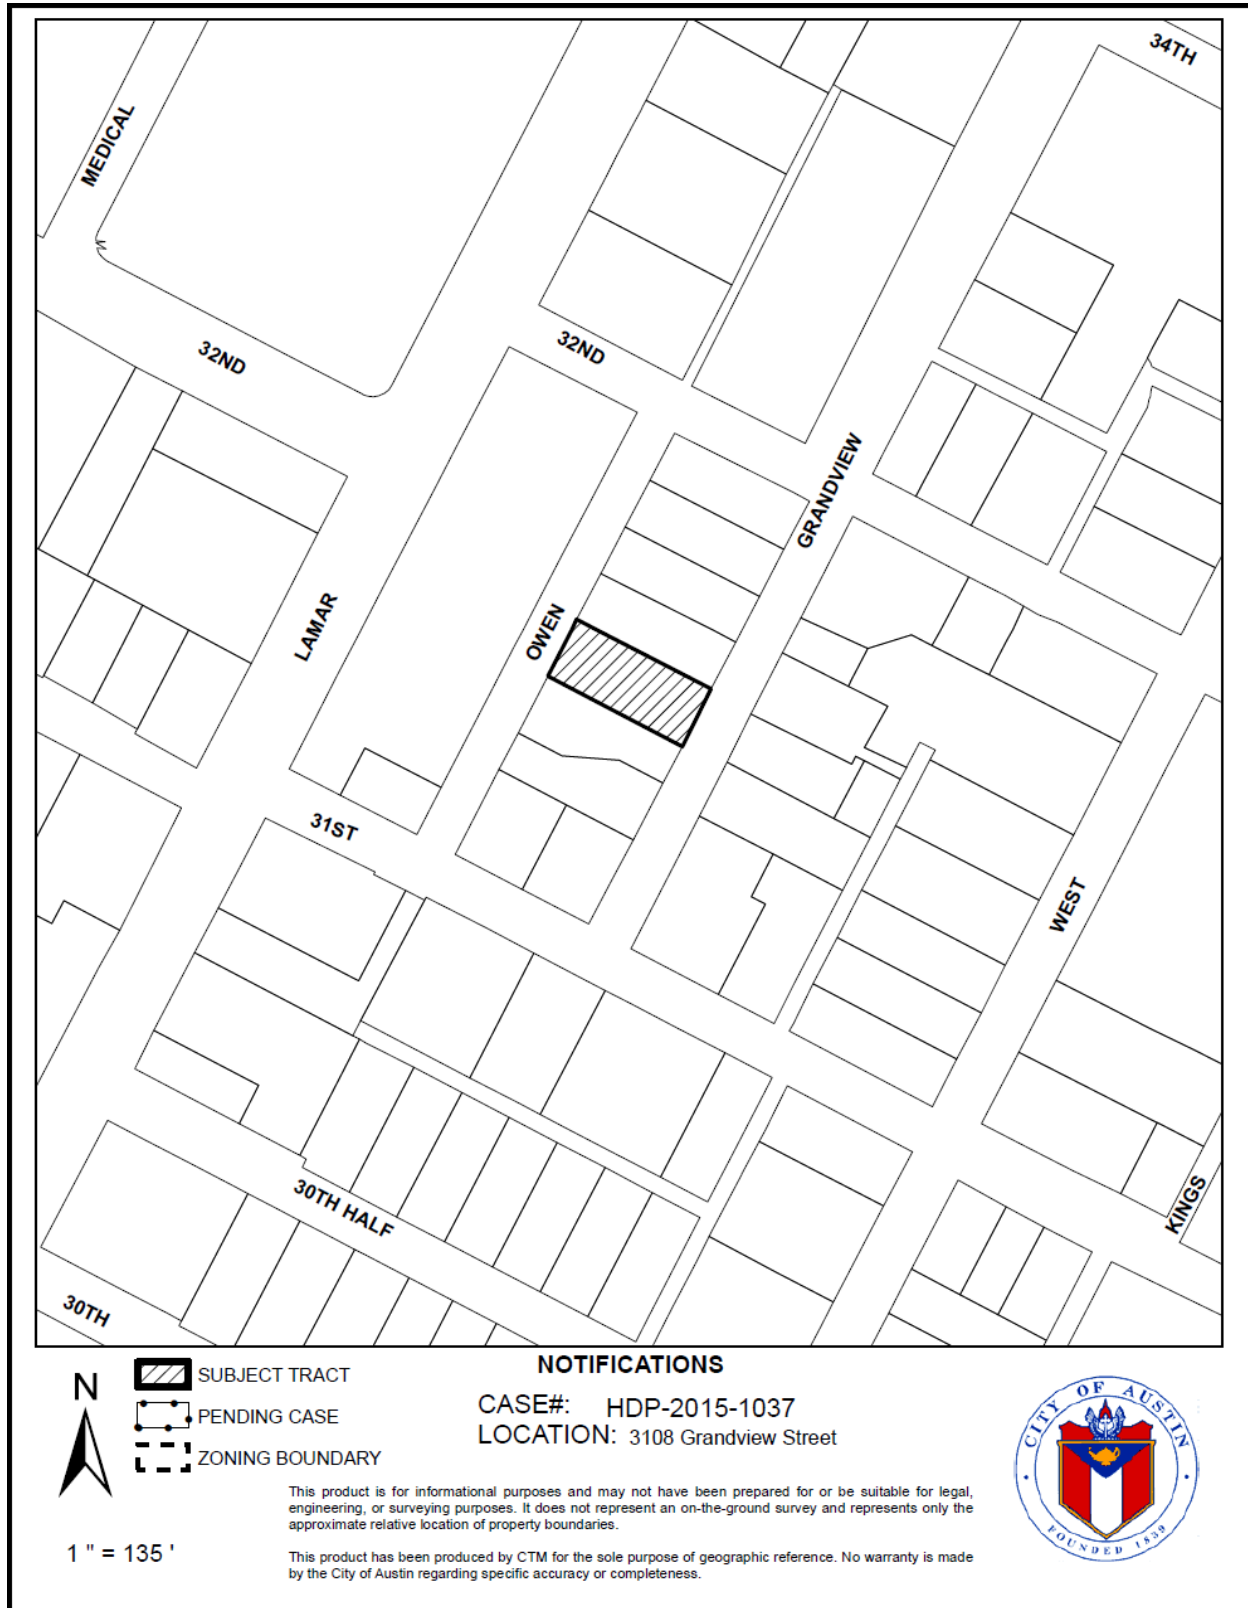 34TH
MEDICAL
32ND
32ND
GRANDVIEW
LAMAR
OWEN
31ST
WEST
30TH HALF
KINGS
30TH
N
1 " = 135 '
SUBJECT TRACT
PENDING CASE
ZONING BOUNDARY
NOTIFICATIONS
CASE#: HDP-2015-1037
LOCATION: 3108 Grandview Street
This product is for informational purposes and may not have been prepared for or be suitable for legal,
engineering, or surveying purposes. It does not represent an on-the-ground survey and represents only the
approximate relative location of property boundaries.
This product has been produced by CTM for the sole purpose of geographic reference. No warranty is made
by the City of Austin regarding specific accuracy or completeness.
CITY OF AUSTIN
FOUNDED 1839